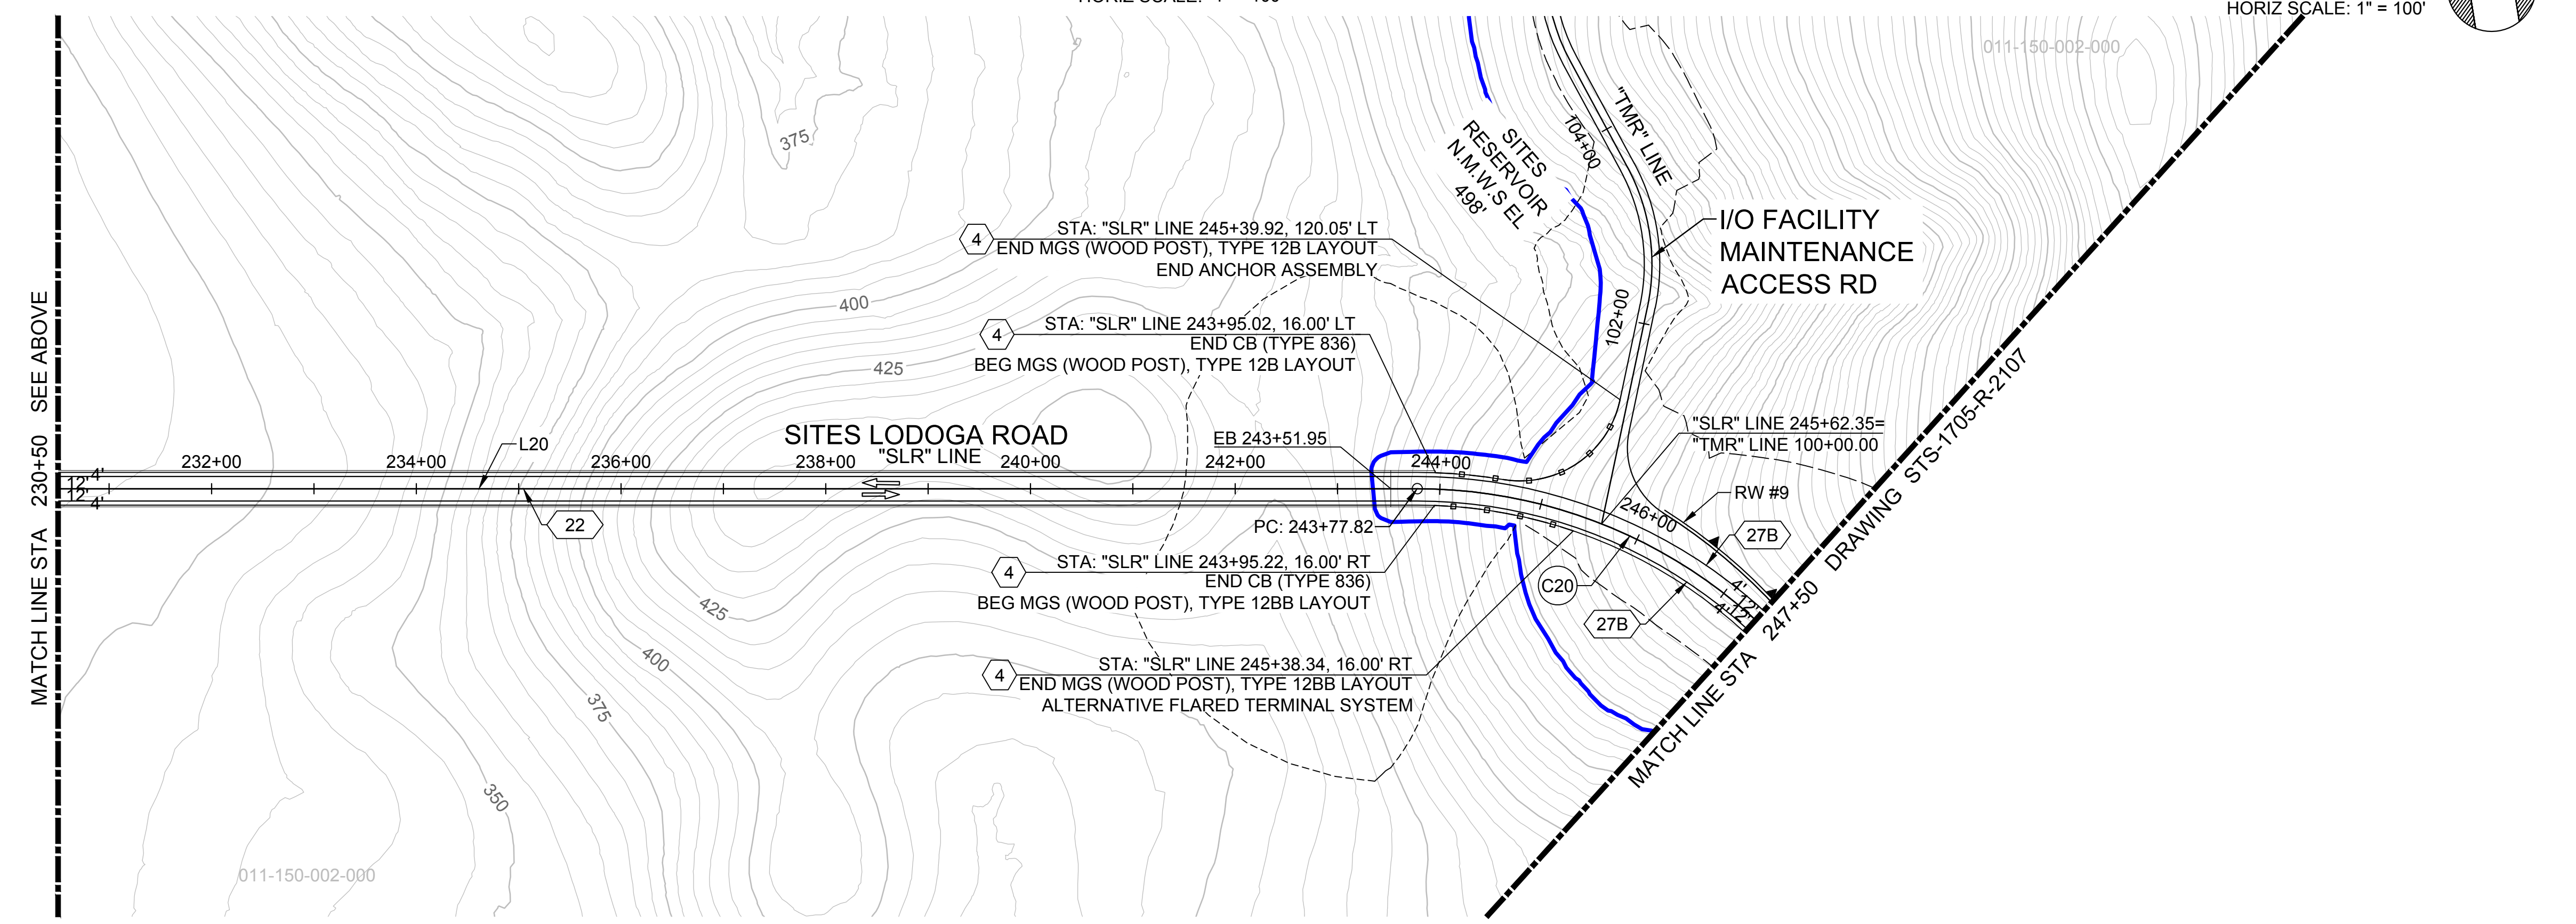 HORIZ SCALE: 1" = 100'
011-150-002-000
375
"TMR" LINE
104+00
SITES
RESERVOIR
N.M.W.S EL
498'
STA: "SLR" LINE 245+39.92, 120.05' LT
4
END MGS (WOOD POST), TYPE 12B LAYOUT
END ANCHOR ASSEMBLY
I/O FACILITY
MAINTENANCE
ACCESS RD
102+00
400
STA: "SLR" LINE 243+95.02, 16.00' LT
4
END CB (TYPE 836)
BEG MGS (WOOD POST), TYPE 12B LAYOUT
425
MATCH LINE STA 230+50 SEE ABOVE
SITES LODOGA ROAD
"SLR" LINE
EB 243+51.95
"SLR" LINE 245+62.35=
"TMR" LINE 100+00.00
L20
232+00
234+00
236+00
238+00
240+00
242+00
244+00
246+00
4'
12'
12'
4'
22
PC: 243+77.82
RW #9
27B
STA: "SLR" LINE 243+95.22, 16.00' RT
4
END CB (TYPE 836)
BEG MGS (WOOD POST), TYPE 12BB LAYOUT
C20
27B
4'
12'
12'
4'
425
400
375
350
STA: "SLR" LINE 245+38.34, 16.00' RT
4
END MGS (WOOD POST), TYPE 12BB LAYOUT
ALTERNATIVE FLARED TERMINAL SYSTEM
MATCH LINE STA 247+50 DRAWING STS-1705-R-2107
011-150-002-000